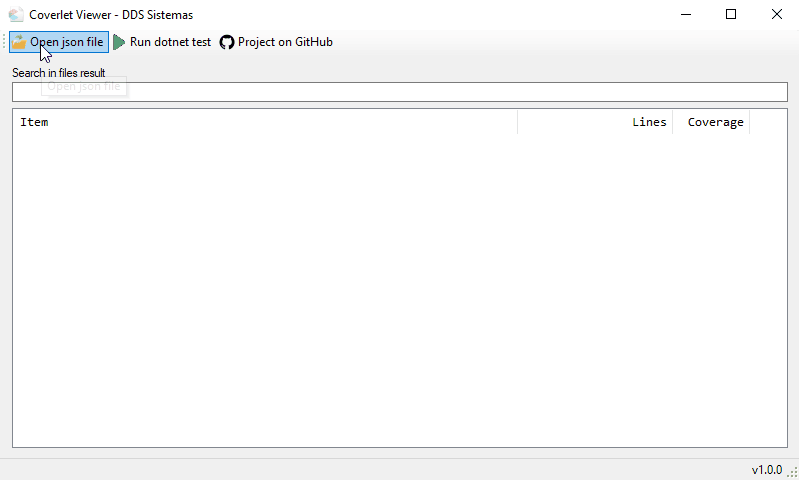 Coverlet Viewer - DDS Sistemas
Open json file Run dotnet test Project on GitHub
Search in files result
Open json file
Item Lines Coverage
v1.0.0